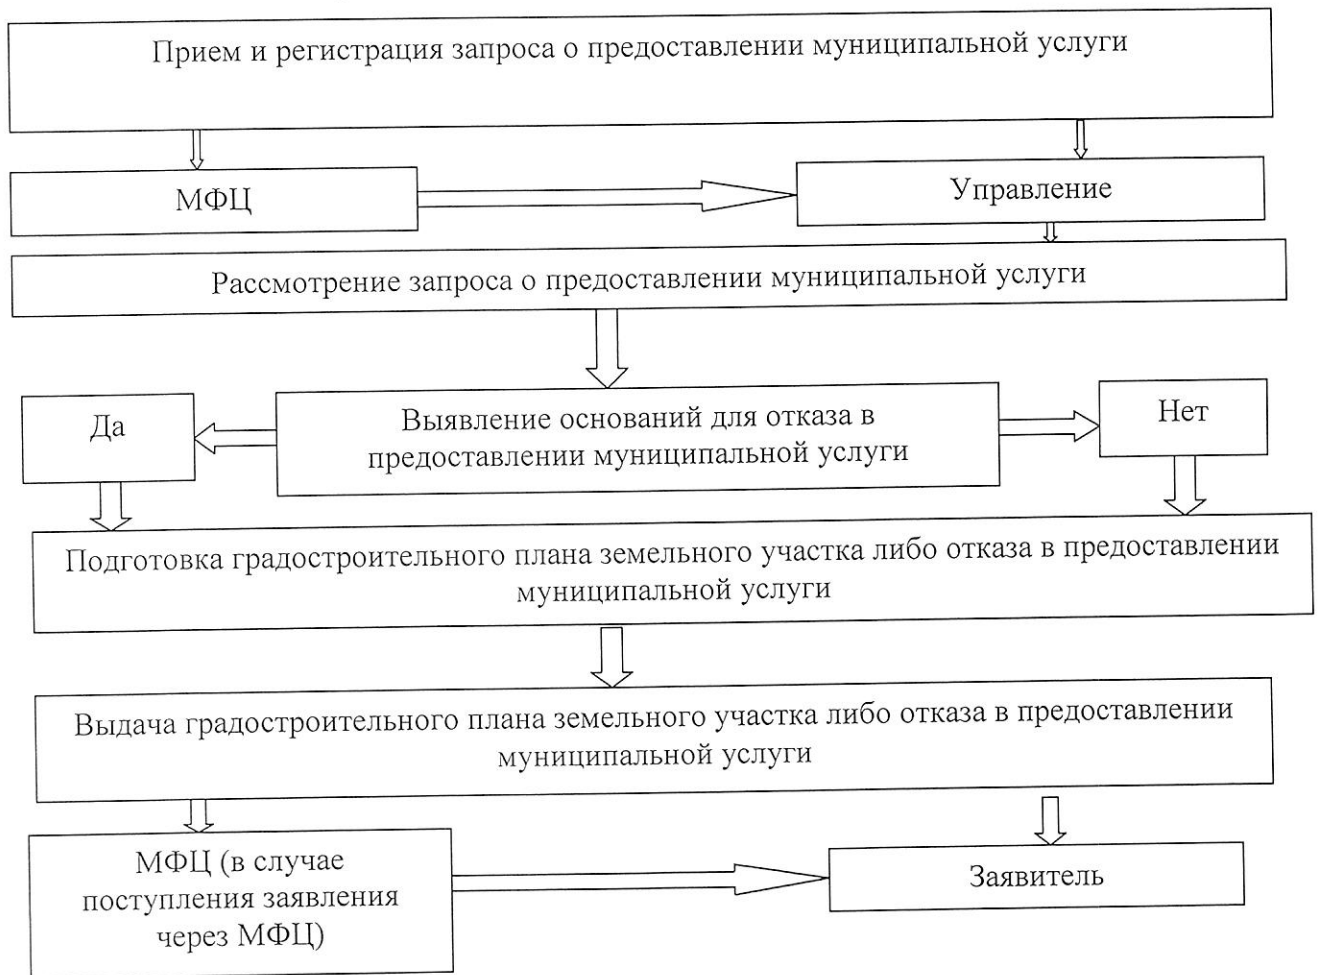 Прием и регистрация запроса о предоставлении муниципальной услуги
МФЦ
Управление
Рассмотрение запроса о предоставлении муниципальной услуги
Да
Выявление оснований для отказа в
предоставлении муниципальной услуги
Нет
Подготовка градостроительного плана земельного участка либо отказа в предоставлении
муниципальной услуги
Выдача градостроительного плана земельного участка либо отказа в предоставлении
муниципальной услуги
МФЦ (в случае
поступления заявления
через МФЦ)
Заявитель